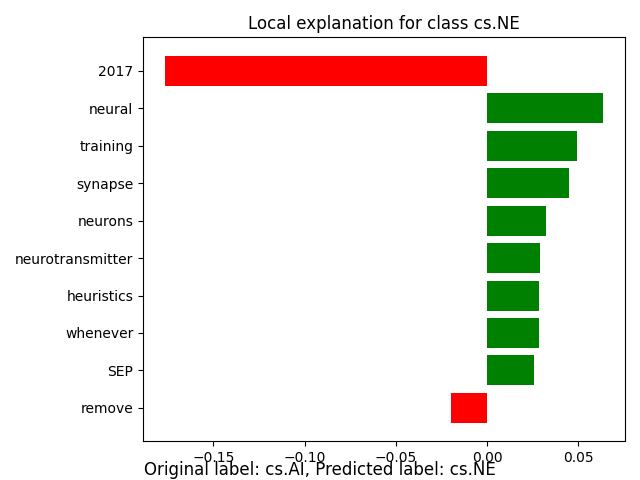 Local explanation for class cs.NE
2017
neural
training
synapse
neurons
neurotransmitter
heuristics
whenever
SEP
remove
−0.15 −0.10 −0.05 0.00 0.05
Original label: cs.AI, Predicted label: cs.NE